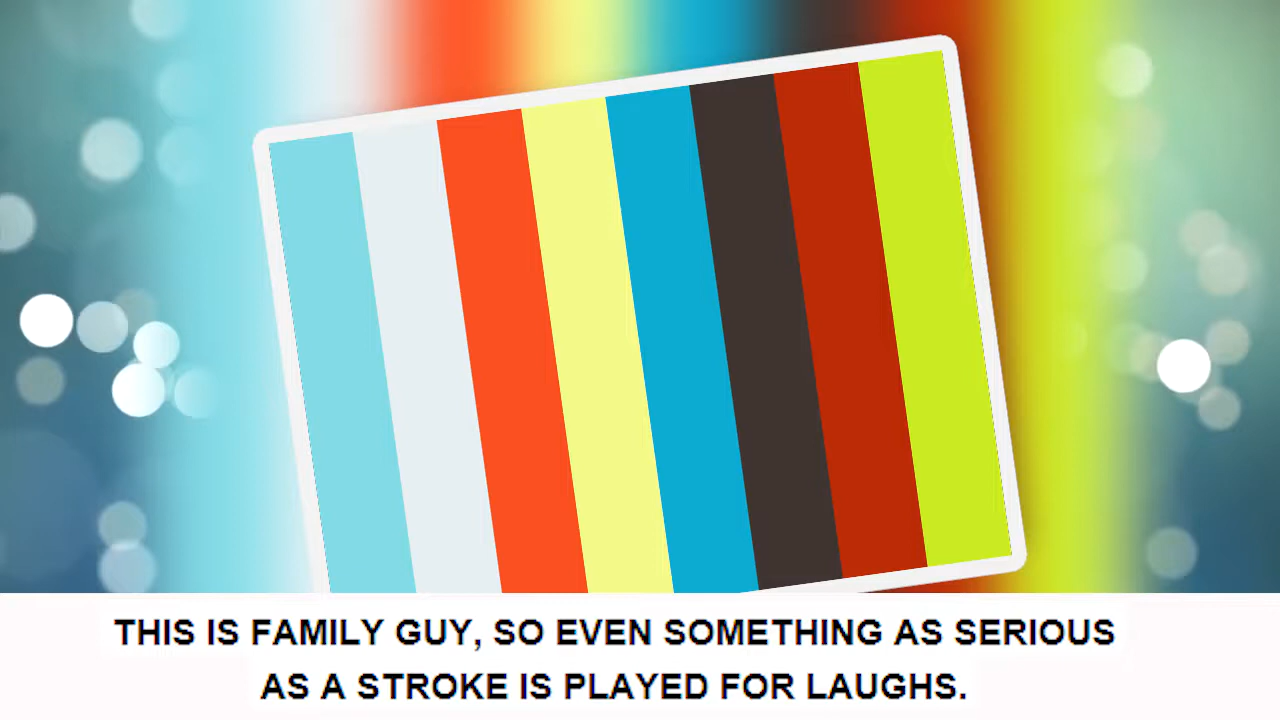 THIS IS FAMILY GUY, SO EVEN SOMETHING AS SERIOUS
AS A STROKE IS PLAYED FOR LAUGHS.